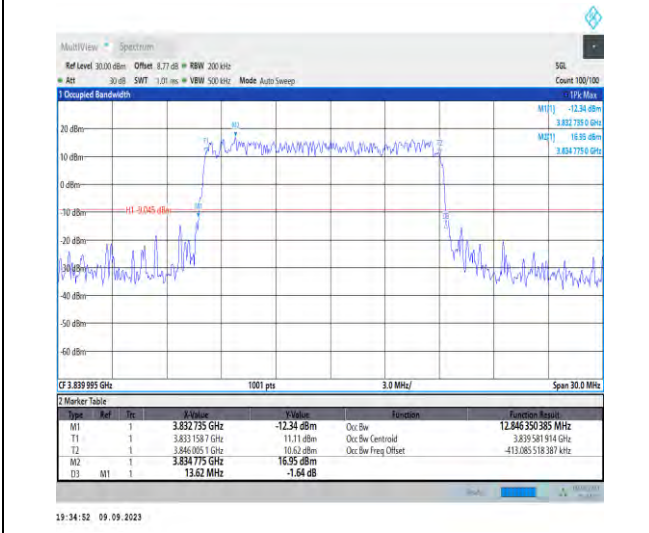 MultiView Spectrum
Ref Level 30.00 dBm Offset 8.77 dB RBW 200 kHz SGL
Att 30 dB SWT 1.01 ms VBW 500 kHz Mode Auto Sweep Count 100/100
1 Occupied Bandwidth 1Pk Max
M1[1] -12.34 dBm
3.832 735 0 GHz
M2[1] 16.95 dBm
3.834 775 0 GHz
M2
20 dBm
T1
10 dBm
0 dBm
-10 dBm H1 -9.045 dBm M1
-20 dBm
-30 dBm
-40 dBm
-50 dBm
-60 dBm
CF 3.839 995 GHz 1001 pts 3.0 MHz/ Span 30.0 MHz
2 Marker Table
Type Ref Trc X-Value Y-Value Function Function Result
M1 1 3.832 735 GHz -12.34 dBm Occ Bw 12.846 350 385 MHz
T1 1 3.833 158 7 GHz 11.11 dBm Occ Bw Centroid 3.839 581 914 GHz
T2 1 3.846 005 1 GHz 10.62 dBm Occ Bw Freq Offset -413.085 518 387 kHz
M2 1 3.834 775 GHz 16.95 dBm
D3 M1 1 13.62 MHz -1.64 dB
19:34:52 09.09.2023